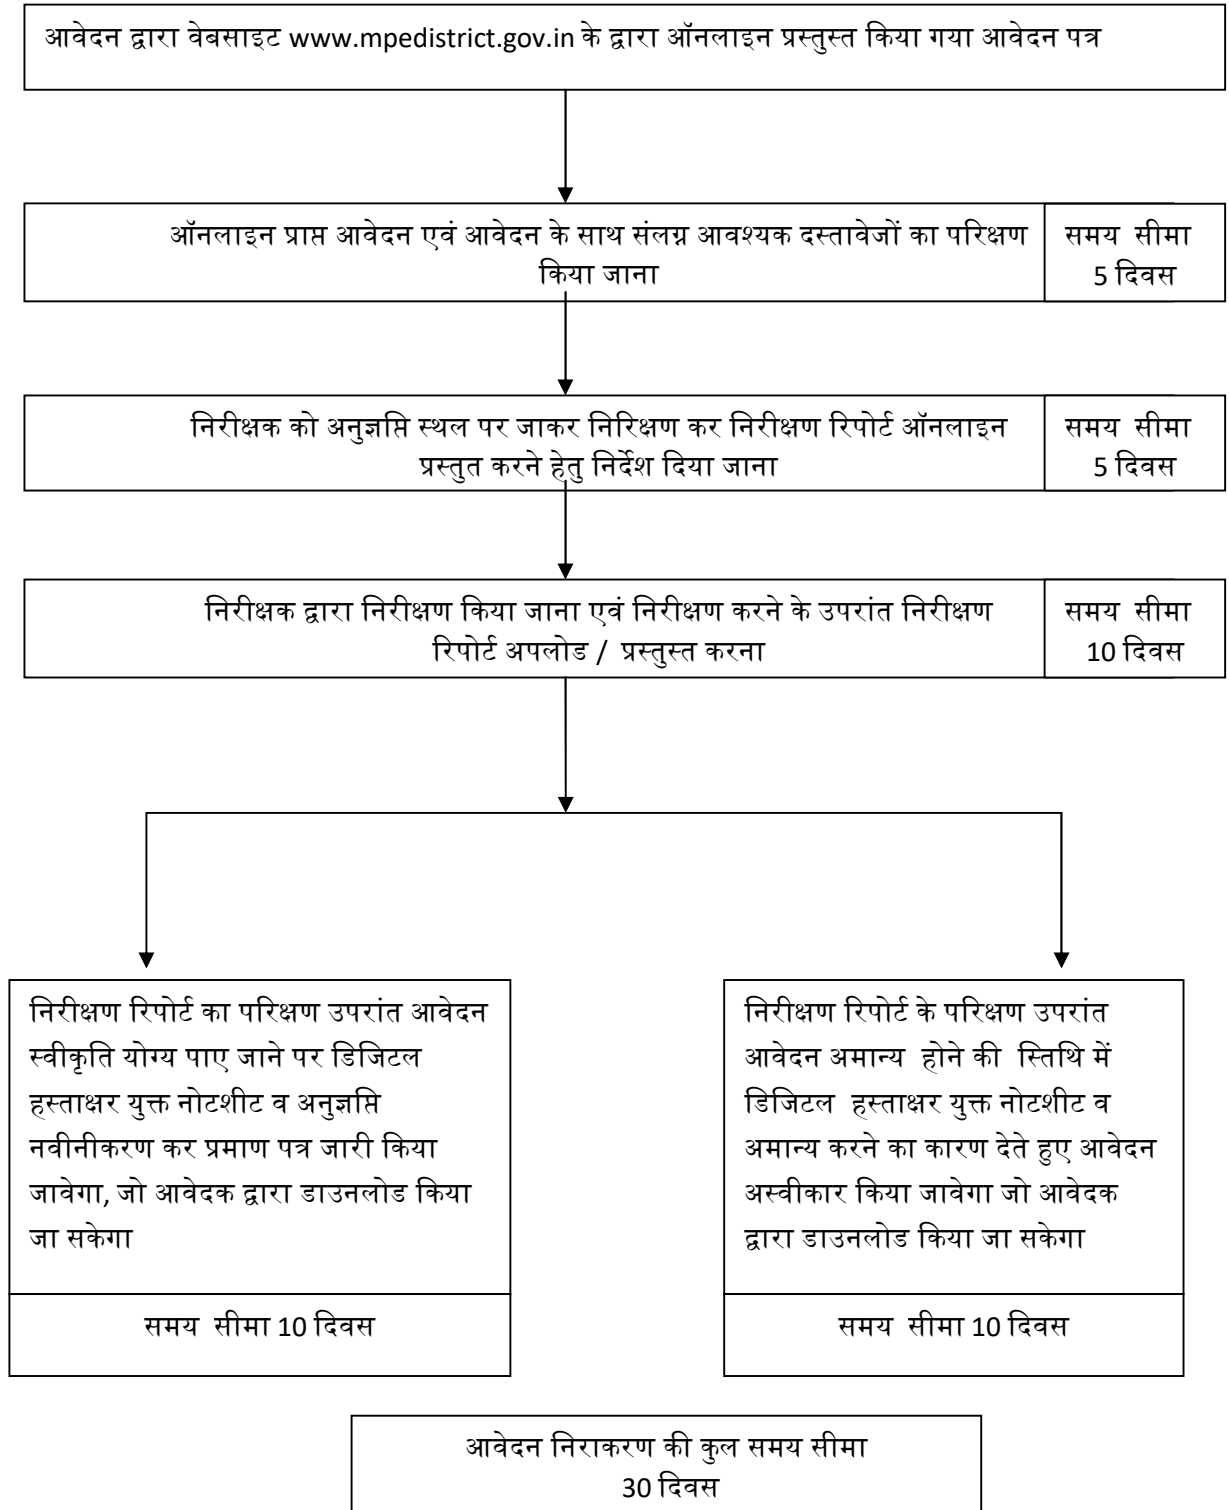 आवेदन द्वारा वेबसाइट www.mpedistrict.gov.in के द्वारा ऑनलाइन प्रस्तुस्त किया गया आवेदन पत्र
ऑनलाइन प्राप्त आवेदन एवं आवेदन के साथ संलग्न आवश्यक दस्तावेजों का परिक्षण
किया जाना
समय सीमा
5 दिवस
निरीक्षक को अनुज्ञप्ति स्थल पर जाकर निरिक्षण कर निरीक्षण रिपोर्ट ऑनलाइन
प्रस्तुत करने हेतु निर्देश दिया जाना
समय सीमा
5 दिवस
निरीक्षक द्वारा निरीक्षण किया जाना एवं निरीक्षण करने के उपरांत निरीक्षण
रिपोर्ट अपलोड / प्रस्तुस्त करना
समय सीमा
10 दिवस
निरीक्षण रिपोर्ट का परिक्षण उपरांत आवेदन
स्वीकृति योग्य पाए जाने पर डिजिटल
हस्ताक्षर युक्त नोटशीट व अनुज्ञप्ति
नवीनीकरण कर प्रमाण पत्र जारी किया
जावेगा, जो आवेदक द्वारा डाउनलोड किया
जा सकेगा
समय सीमा 10 दिवस
निरीक्षण रिपोर्ट के परिक्षण उपरांत
आवेदन अमान्य होने की स्तिथि में
डिजिटल हस्ताक्षर युक्त नोटशीट व
अमान्य करने का कारण देते हुए आवेदन
अस्वीकार किया जावेगा जो आवेदक
द्वारा डाउनलोड किया जा सकेगा
समय सीमा 10 दिवस
आवेदन निराकरण की कुल समय सीमा
30 दिवस